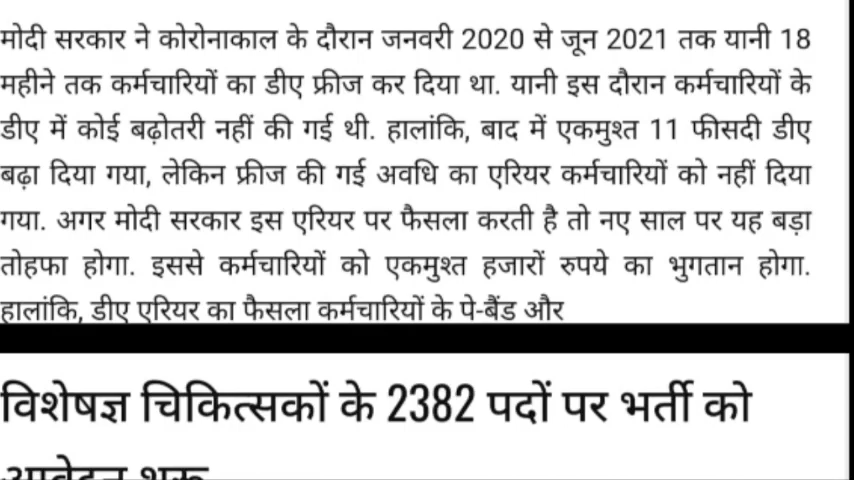 मोदी सरकार ने कोरोनाकाल के दौरान जनवरी 2020 से जून 2021 तक यानी 18
महीने तक कर्मचारियों का डीए फ्रीज कर दिया था. यानी इस दौरान कर्मचारियों के
डीए में कोई बढ़ोतरी नहीं की गई थी. हालांकि, बाद में एकमुश्त 11 फीसदी डीए
बढ़ा दिया गया, लेकिन फ्रीज की गई अवधि का एरियर कर्मचारियों को नहीं दिया
गया. अगर मोदी सरकार इस एरियर पर फैसला करती है तो नए साल पर यह बड़ा
तोहफा होगा. इससे कर्मचारियों को एकमुश्त हजारों रुपये का भुगतान होगा.
हालांकि, डीए एरियर का फैसला कर्मचारियों के पे-बैंड और
विशेषज्ञ चिकित्सकों के 2382 पदों पर भर्ती को
आवेदन शुरू